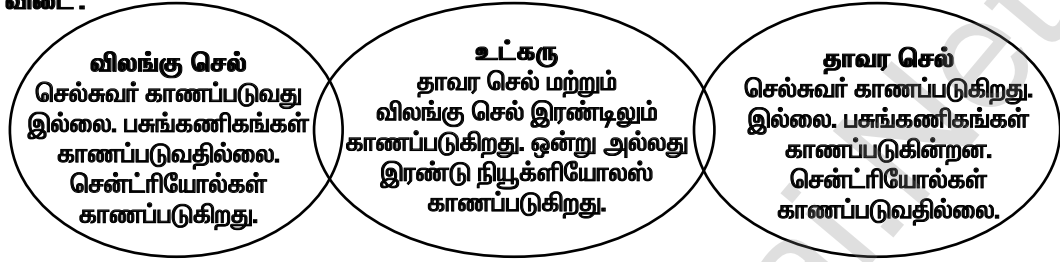 விடை :
விலங்கு செல்
செல்சுவர் காணப்படுவது
இல்லை. பசுங்கணிகங்கள்
காணப்படுவதில்லை.
சென்ட்ரியோல்கள்
காணப்படுகிறது.
உட்கரு
தாவர செல் மற்றும்
விலங்கு செல் இரண்டிலும்
காணப்படுகிறது. ஒன்று அல்லது
இரண்டு நியூக்ளியோலஸ்
காணப்படுகிறது.
தாவர செல்
செல்சுவர் காணப்படுகிறது.
இல்லை. பசுங்கணிகங்கள்
காணப்படுகின்றன.
சென்ட்ரியோல்கள்
காணப்படுவதில்லை.